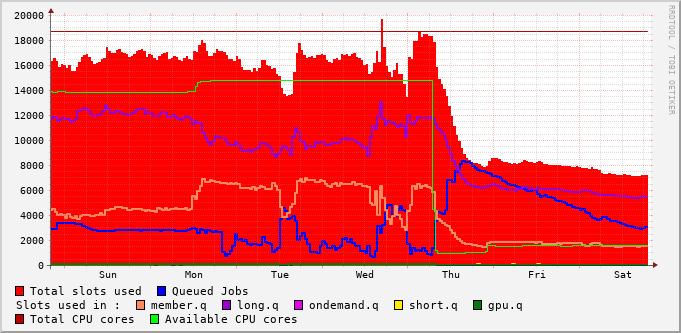 20000
18000
16000
14000
12000
10000
8000
6000
4000
2000
0
Sun Mon Tue Wed Thu Fri Sat
RRDTOOL / TOBI OETIKER
Total slots used Queued Jobs
Slots used in : member.q long.q ondemand.q short.q gpu.q
Total CPU cores Available CPU cores